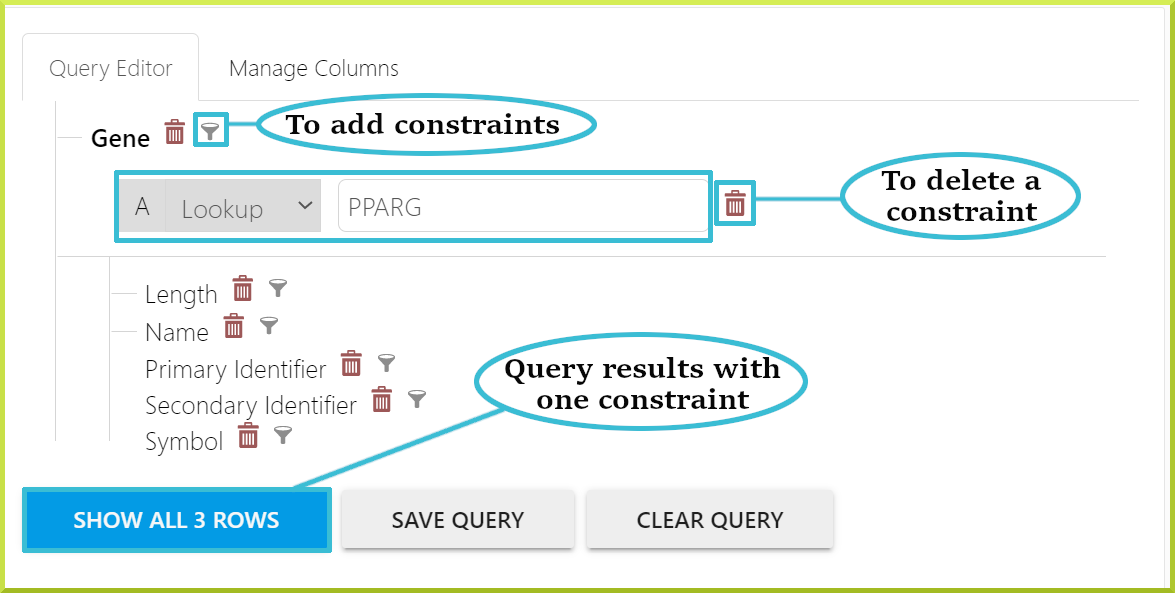 Query Editor
Manage Columns
Gene
To add constraints
A
Lookup
PPARG
To delete a
constraint
Length
Name
Primary Identifier
Secondary Identifier
Symbol
Query results with
one constraint
SHOW ALL 3 ROWS
SAVE QUERY
CLEAR QUERY